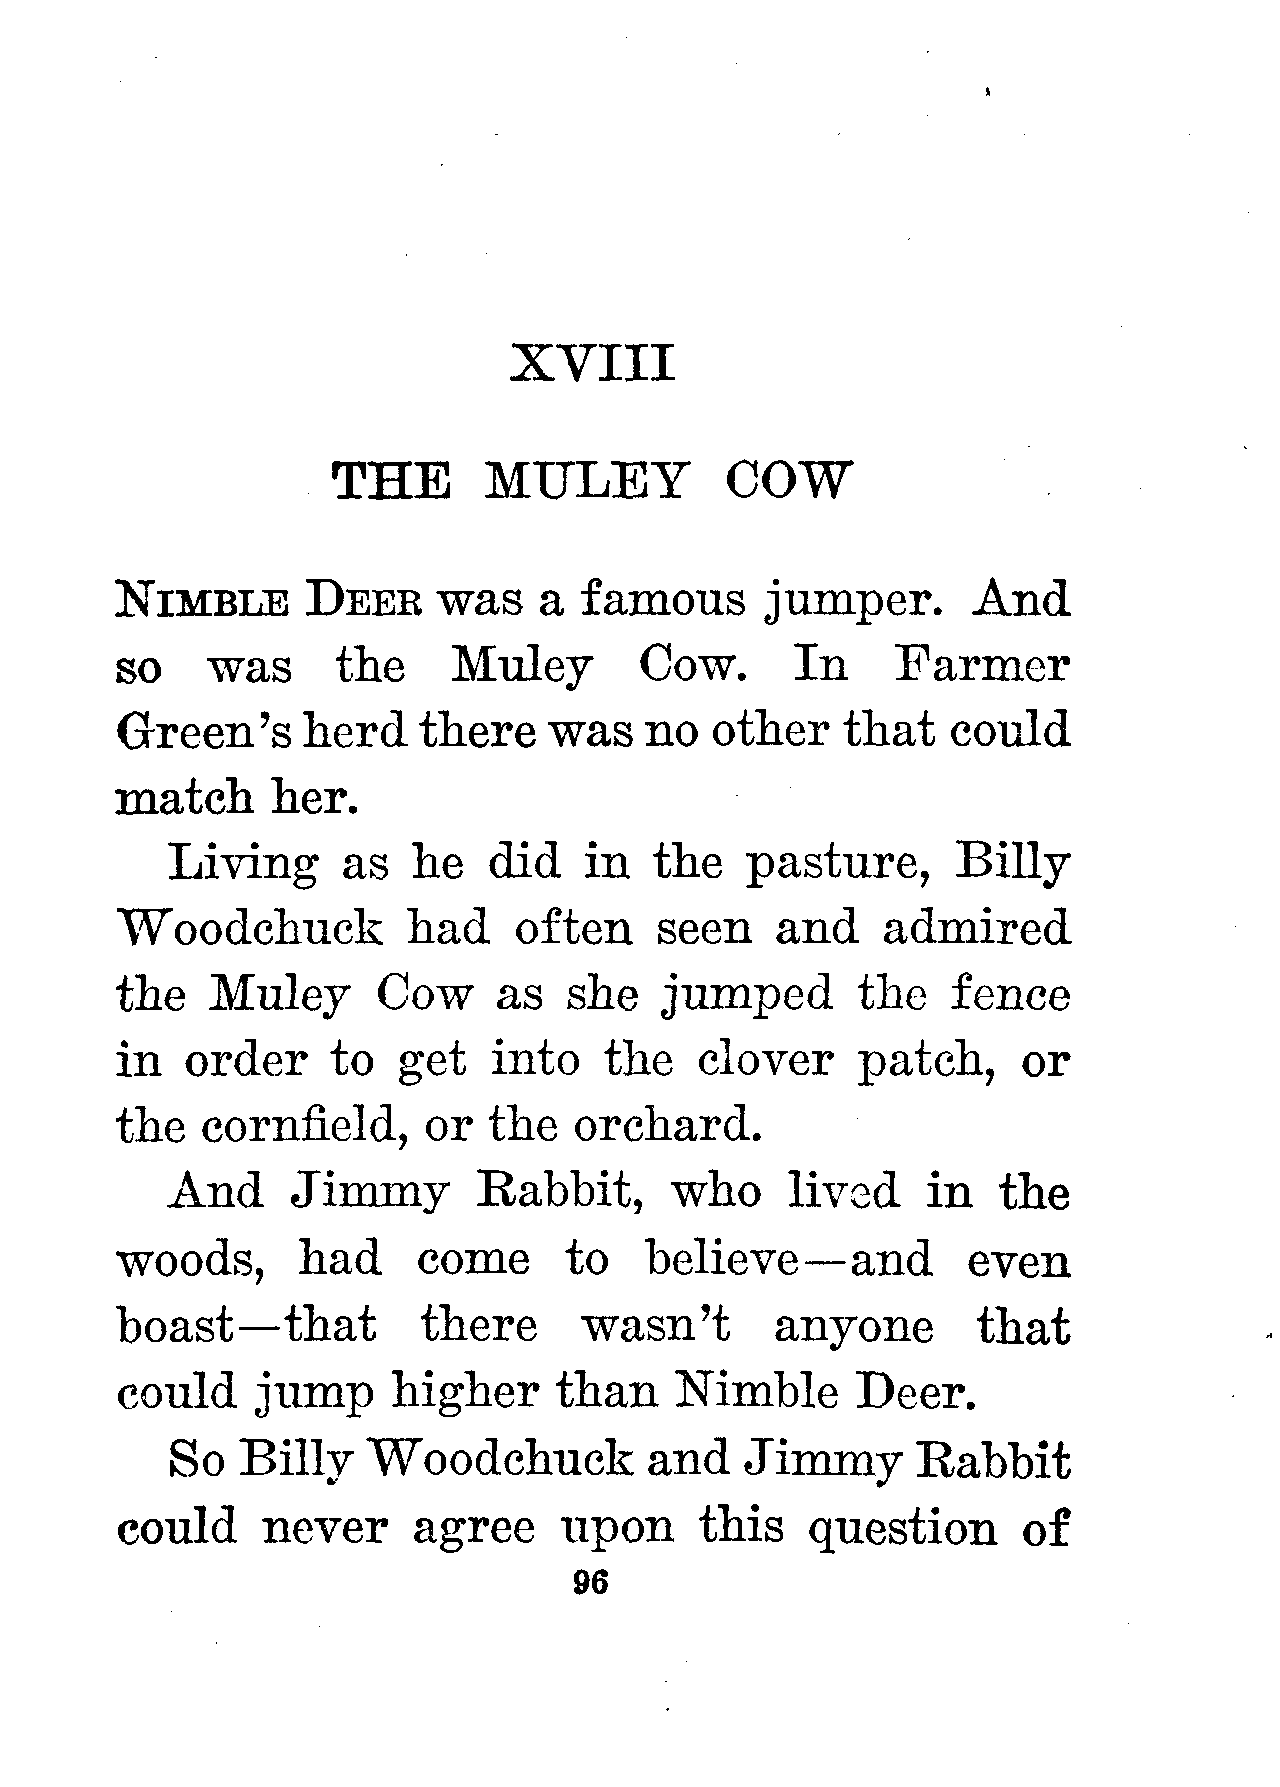 XVIII
THE MULEY COW
NIMBLE DEER was a famous jumper. And
so was the Muley Cow. In Farmer
Green's herd there was no other that could
match her.
Living as he did in the pasture, Billy
Woodchuck had often seen and admired
the Muley Cow as she jumped the fence
in order to get into the clover patch, or
the cornfield, or the orchard.
And Jimmy Rabbit, who lived in the
woods, had come to believe—and even
boast—that there wasn't anyone that
could jump higher than Nimble Deer.
So Billy Woodchuck and Jimmy Rabbit
could never agree upon this question of
96